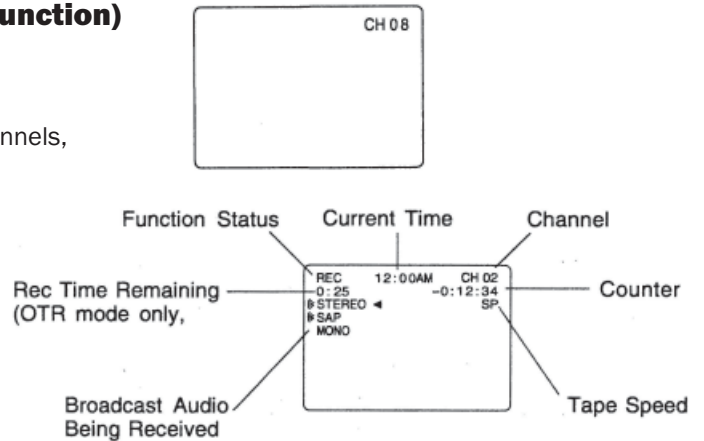 unction)
CH 08
nnels,
Function Status Current Time Channel
REC 12:00AM CH 02
Rec Time Remaining 0:25 -0:12:34 Counter
(OTR mode only, STEREO ◄ SP
SAP
MONO
Broadcast Audio Tape Speed
Being Received